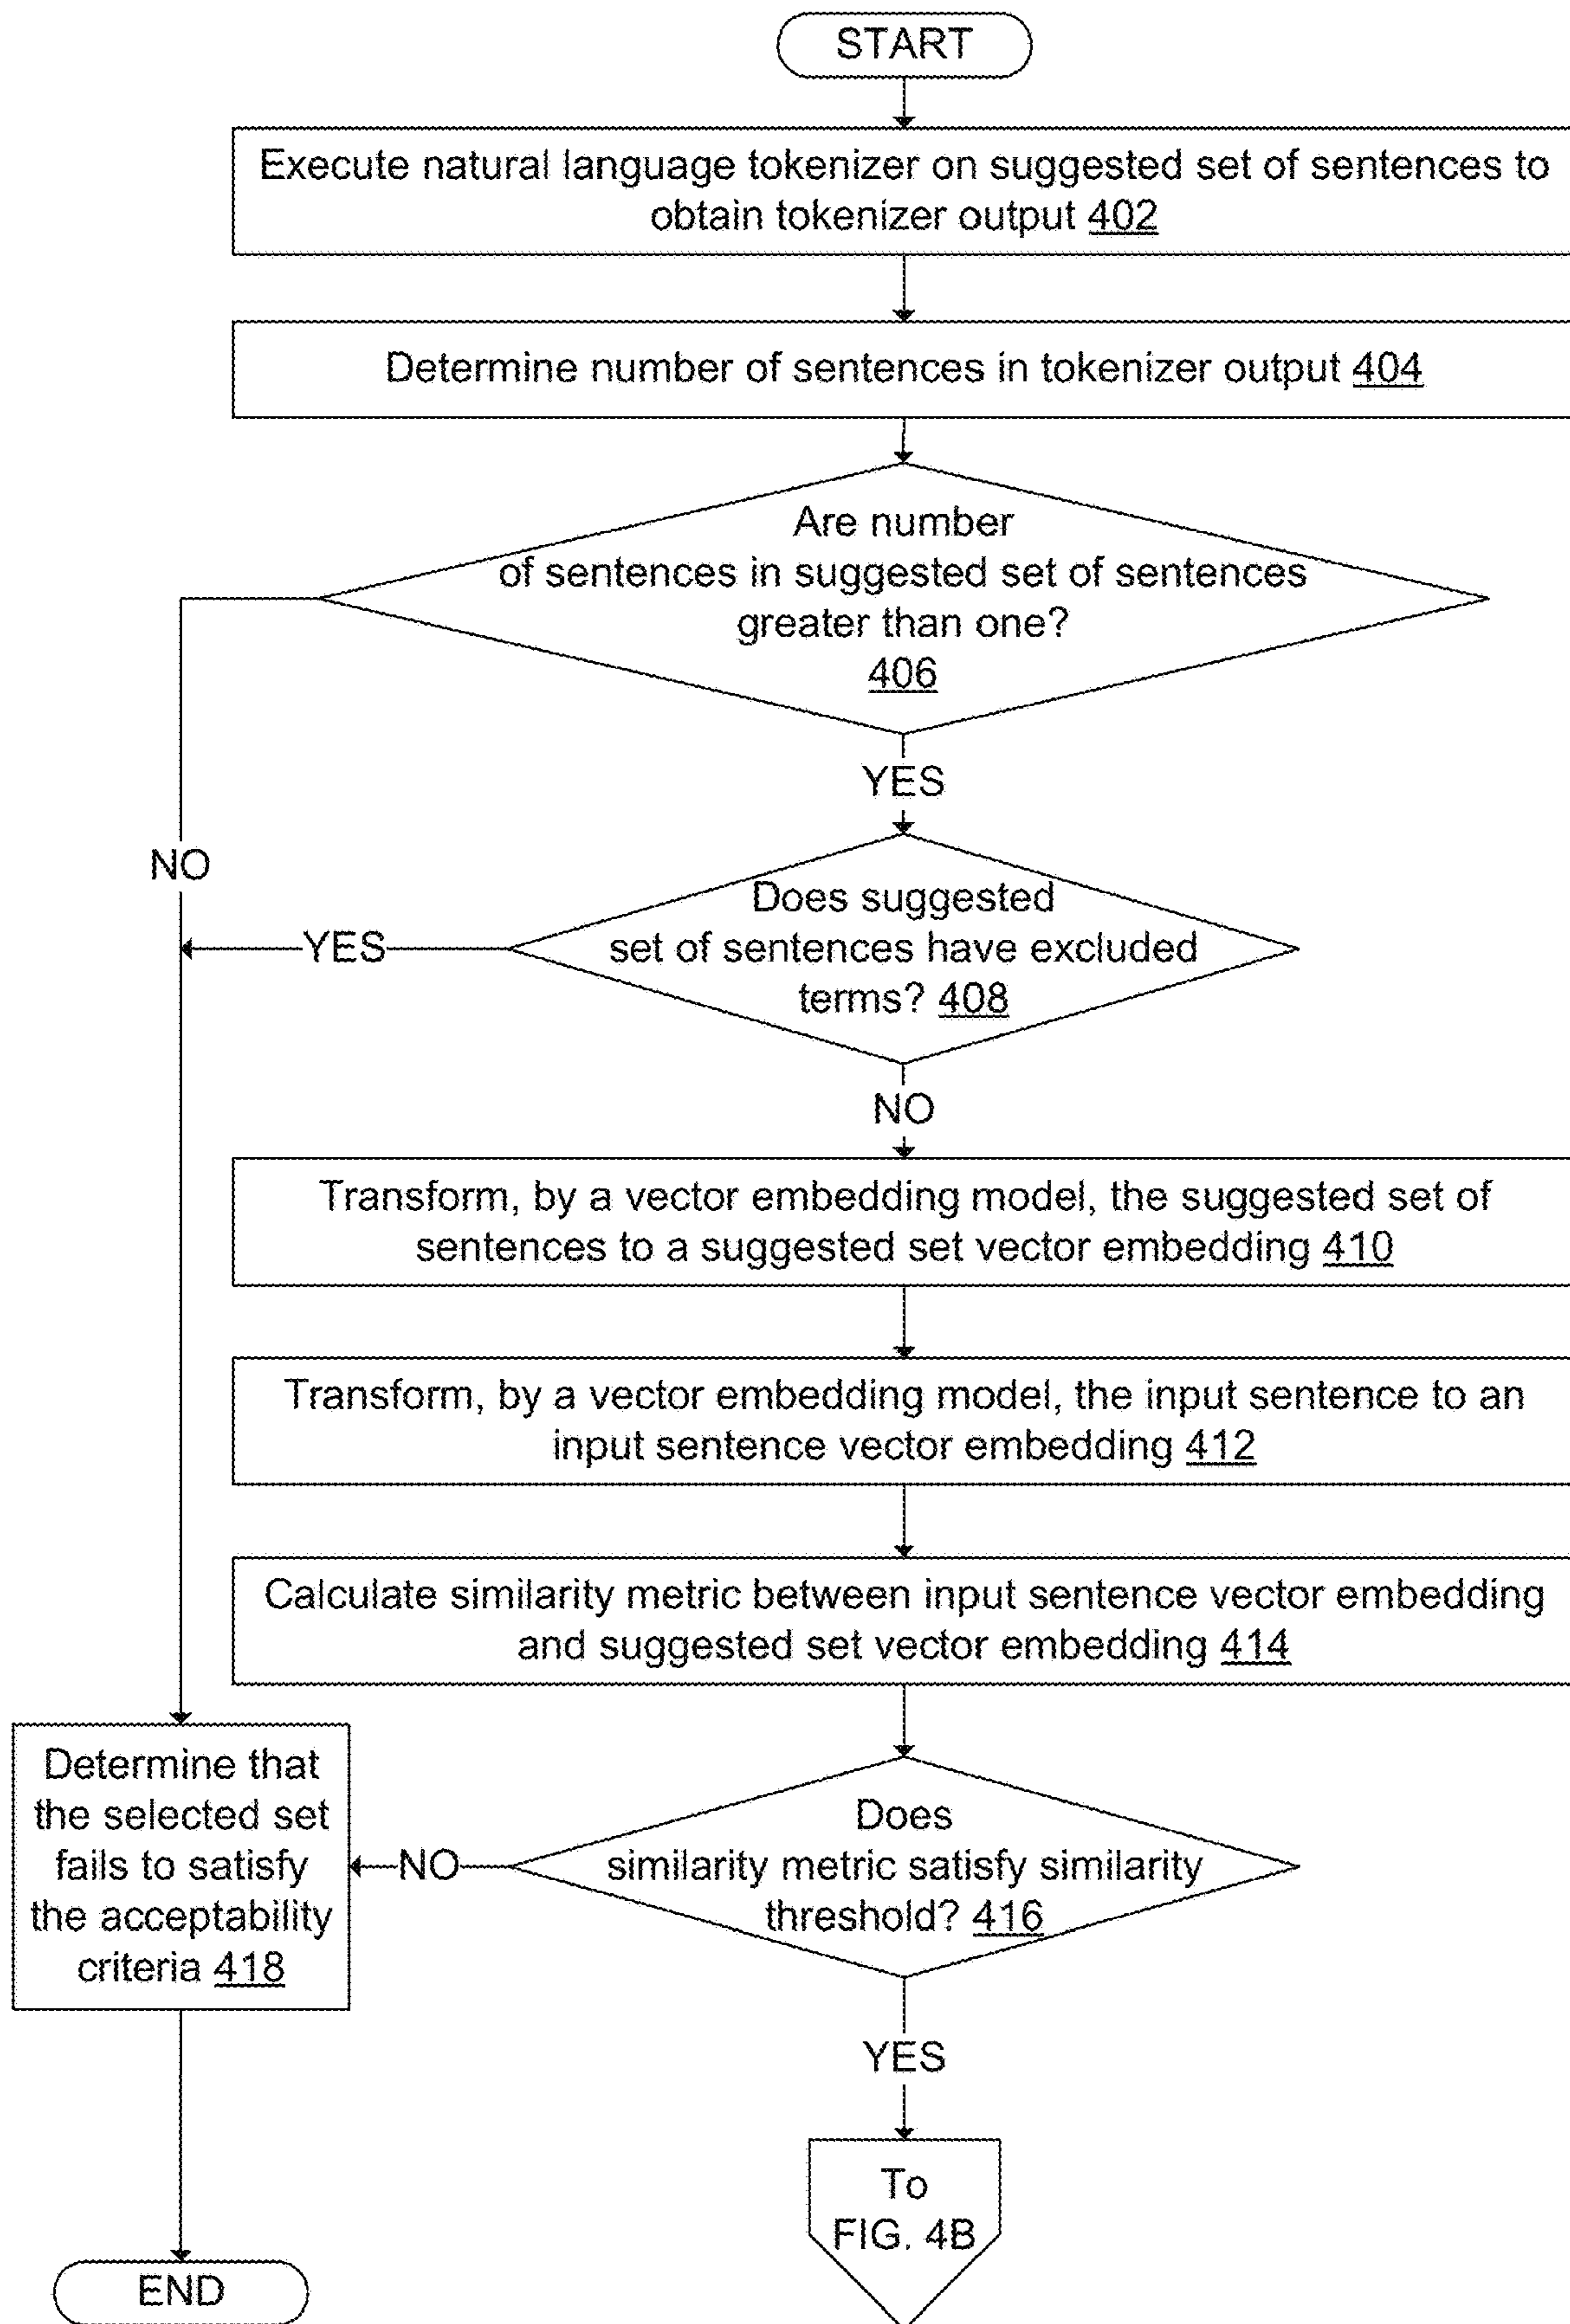 START
Execute natural language tokenizer on suggested set of sentences to
obtain tokenizer output 402
Determine number of sentences in tokenizer output 404
Are number
of sentences in suggested set of sentences
greater than one?
406
YES
NO
Does suggested
set of sentences have excluded
terms? 408
YES
NO
Transform, by a vector embedding model, the suggested set of
sentences to a suggested set vector embedding 410
Transform, by a vector embedding model, the input sentence to an
input sentence vector embedding 412
Calculate similarity metric between input sentence vector embedding
and suggested set vector embedding 414
Does
similarity metric satisfy similarity
threshold? 416
NO
Determine that
the selected set
fails to satisfy
the acceptability
criteria 418
YES
To
FIG. 4B
END